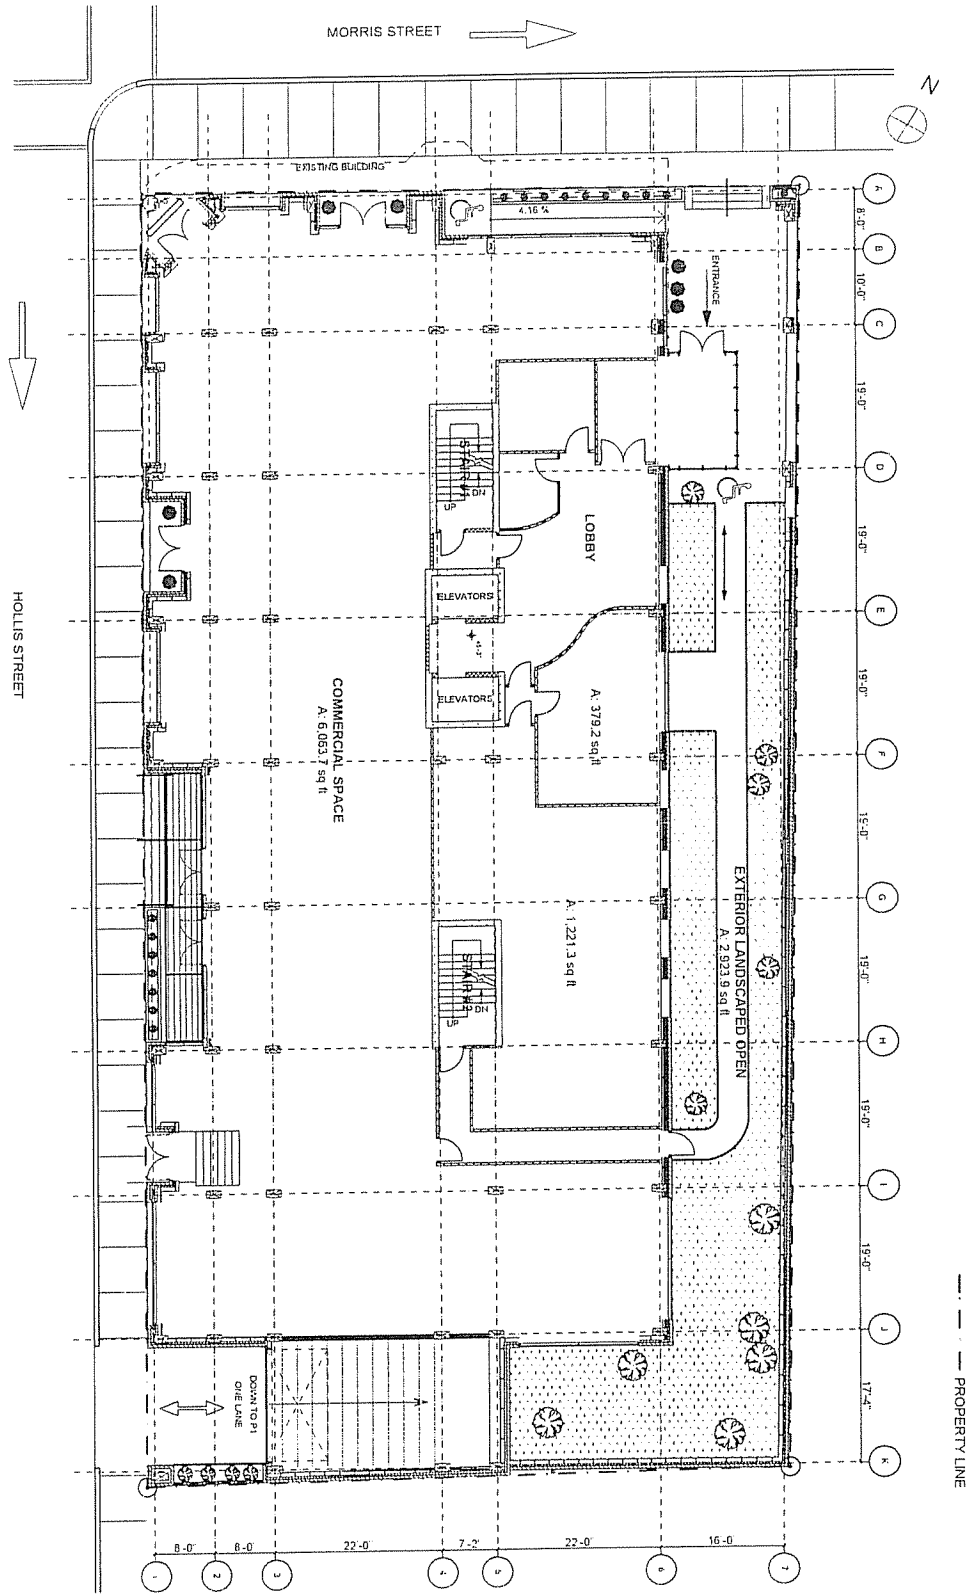 MORRIS STREET
N
EXISTING BUILDING
4.16 %
ENTRANCE
A
8'-0"
B
10'-0"
C
19'-0"
D
19'-0"
E
19'-0"
F
19'-0"
G
19'-0"
H
19'-0"
I
19'-0"
J
17'-4"
K
UP
DN
LOBBY
ELEVATORS
ELEVATORS
HOLLIS STREET
COMMERCIAL SPACE
A: 6,063.7 sq ft
A: 379.2 sq ft
A: 1,221.3 sq ft
EXTERIOR LANDSCAPED OPEN
A: 2,923.9 sq ft
STAIR #2
UP
DN
DOWN TO P1
ONE LANE
PROPERTY LINE
8'-0"
8'-0"
22'-0"
7'-2"
22'-0"
16'-0"
1
2
3
4
5
6
7